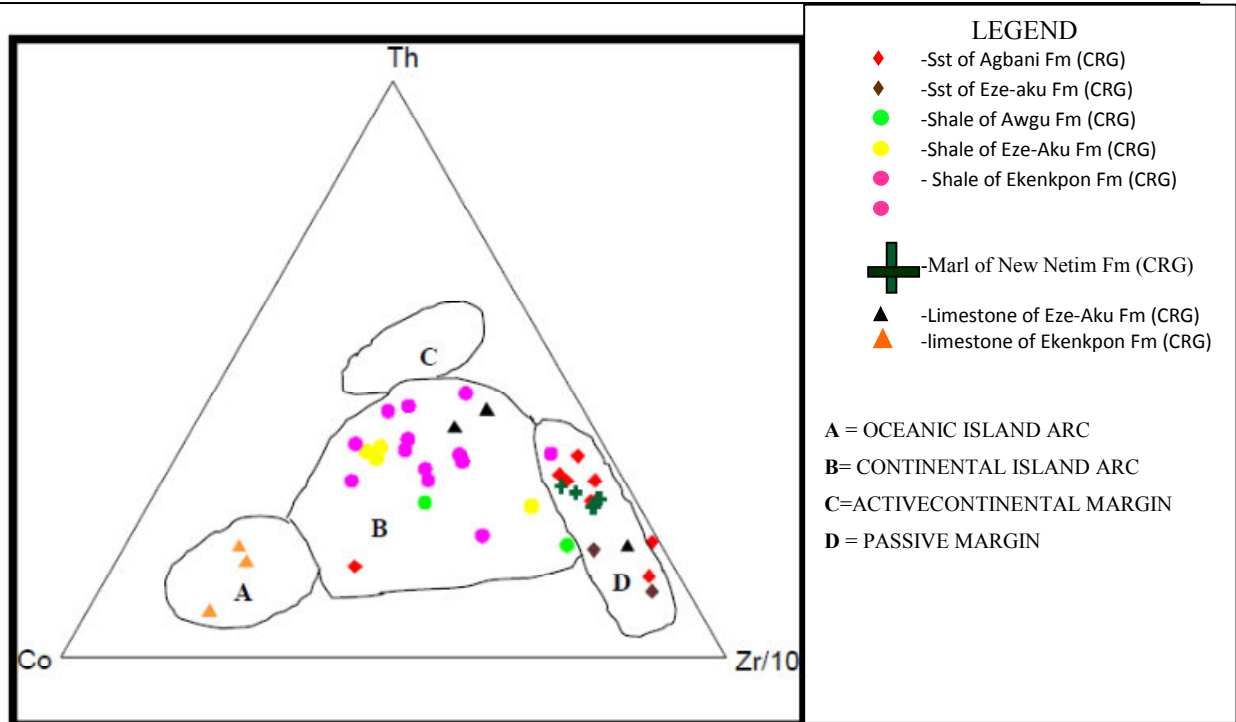 Th
C
B
A
D
Co
Zr/10
LEGEND
-Sst of Agbani Fm (CRG)
-Sst of Eze-aku Fm (CRG)
-Shale of Awgu Fm (CRG)
-Shale of Eze-Aku Fm (CRG)
- Shale of Ekenkpon Fm (CRG)
-Marl of New Netim Fm (CRG)
-Limestone of Eze-Aku Fm (CRG)
-limestone of Ekenkpon Fm (CRG)
A = OCEANIC ISLAND ARC
B= CONTINENTAL ISLAND ARC
C=ACTIVECONTINENTAL MARGIN
D = PASSIVE MARGIN